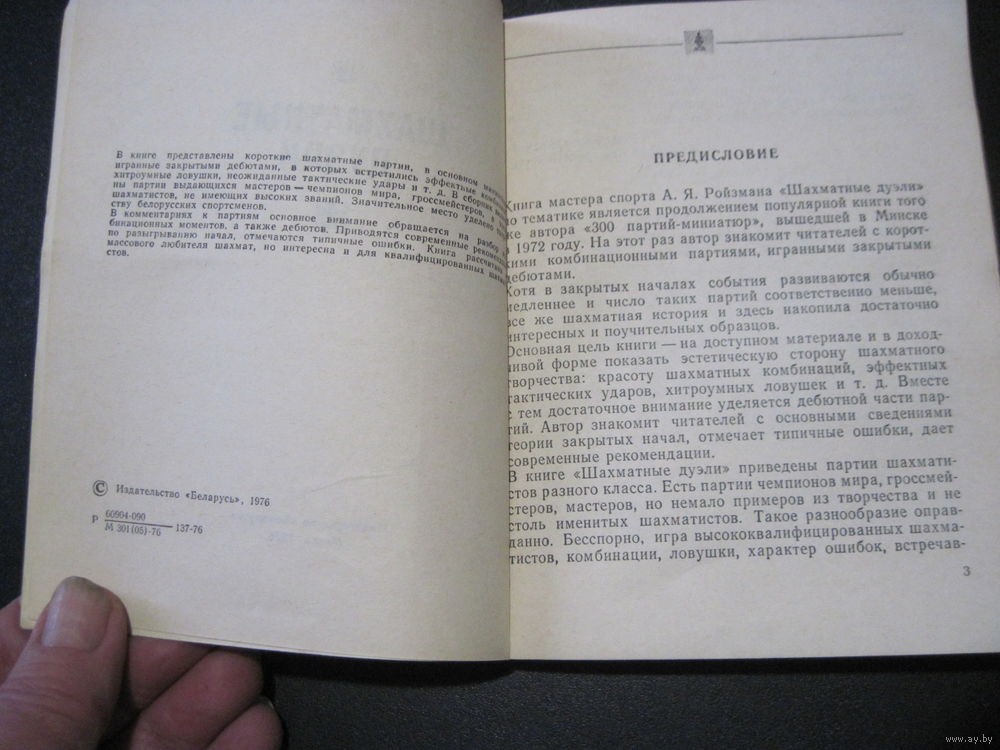 В книге представлены короткие шахматные партии, в основном
игранные закрытыми дебютами, в которых встретились эффектные
хитроумные ловушки, неожиданные тактические удары и т. д. В сборник
ны партии выдающихся мастеров — чемпионов мира, гроссмейстеров, а
шахматистов, не имеющих высоких званий. Значительное место уделено
ству белорусских спортсменов.
В комментариях к партиям основное внимание обращается на разбор
бинационных моментов, а также дебютов. Приводятся современные
по разыгрыванию начал, отмечаются типичные ошибки. Книга рассчитана
массового любителя шахмат, но интересна и для квалифицированных
стов.
© Издательство «Беларусь», 1976
Р 60904-090
М 301(05)-76 137-76
ПРЕДИСЛОВИЕ
Книга мастера спорта А. Я. Ройзмана «Шахматные дуэли»
по тематике является продолжением популярной книги того
же автора «300 партий-миниатюр», вышедшей в Минске
в 1972 году. На этот раз автор знакомит читателей с корот-
кими комбинационными партиями, игранными закрытыми
дебютами.
Хотя в закрытых началах события развиваются обычно
медленнее и число таких партий соответственно меньше,
все же шахматная история и здесь накопила достаточно
интересных и поучительных образцов.
Основная цель книги — на доступном материале и в доход-
чивой форме показать эстетическую сторону шахматного
творчества: красоту шахматных комбинаций, эффектных
тактических ударов, хитроумных ловушек и т. д. Вместе
с тем достаточное внимание уделяется дебютной части пар-
тий. Автор знакомит читателей с основными сведениями
теории закрытых начал, отмечает типичные ошибки, дает
современные рекомендации.
В книге «Шахматные дуэли» приведены партии шахмати-
стов разного класса. Есть партии чемпионов мира, гроссмей-
стеров, мастеров, но немало примеров из творчества и не
столь именитых шахматистов. Такое разнообразие оправ-
данно. Бесспорно, игра высококвалифицированных шахма-
тистов, комбинации, ловушки, характер ошибок, встречав-
3
www.ay.by